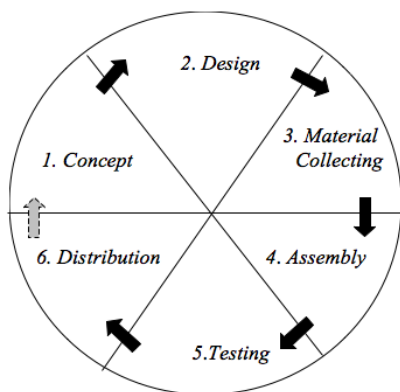 1. Concept
2. Design
3. Material
Collecting
4. Assembly
5.Testing
6. Distribution